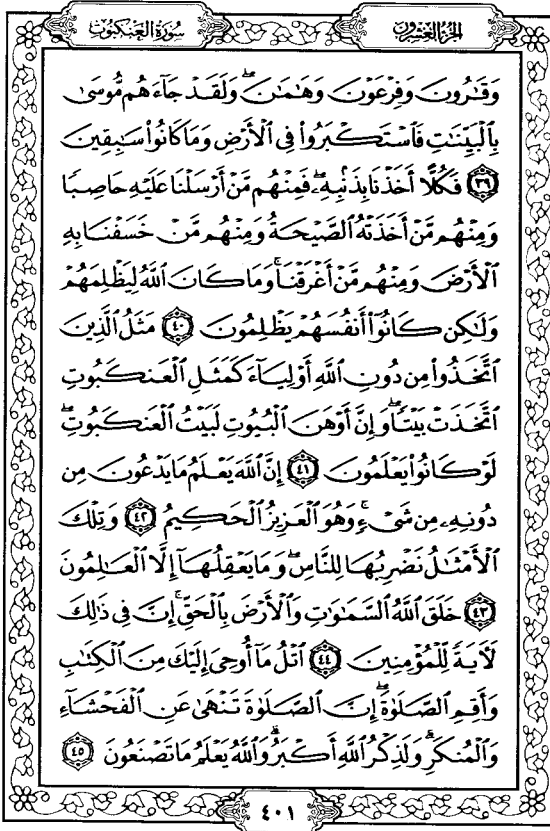 الجزء العشرون
سورة العنكبوت
وَقَٰرُونَ وَفِرْعَوْنَ وَهَٰمَٰنَ ۖ وَلَقَدْ جَآءَهُم مُّوسَىٰ
بِٱلْبَيِّنَٰتِ فَٱسْتَكْبَرُوا۟ فِى ٱلْأَرْضِ وَمَا كَانُوا۟ سَٰبِقِينَ
٣٩ فَكُلًّا أَخَذْنَا بِذَنۢبِهِۦ ۖ فَمِنْهُم مَّنْ أَرْسَلْنَا عَلَيْهِ حَاصِبًا
وَمِنْهُم مَّنْ أَخَذَتْهُ ٱلصَّيْحَةُ وَمِنْهُم مَّنْ خَسَفْنَا بِهِ
ٱلْأَرْضَ وَمِنْهُم مَّنْ أَغْرَقْنَا ۚ وَمَا كَانَ ٱللَّهُ لِيَظْلِمَهُمْ
وَلَٰكِن كَانُوٓا۟ أَنفُسَهُمْ يَظْلِمُونَ ٤٠ مَثَلُ ٱلَّذِينَ
ٱتَّخَذُوا۟ مِن دُونِ ٱللَّهِ أَوْلِيَآءَ كَمَثَلِ ٱلْعَنكَبُوتِ
ٱتَّخَذَتْ بَيْتًا ۖ وَإِنَّ أَوْهَنَ ٱلْبُيُوتِ لَبَيْتُ ٱلْعَنكَبُوتِ ۖ
لَوْ كَانُوا۟ يَعْلَمُونَ ٤١ إِنَّ ٱللَّهَ يَعْلَمُ مَا يَدْعُونَ مِن
دُونِهِۦ مِن شَىْءٍ ۚ وَهُوَ ٱلْعَزِيزُ ٱلْحَكِيمُ ٤٢ وَتِلْكَ
ٱلْأَمْثَٰلُ نَضْرِبُهَا لِلنَّاسِ ۖ وَمَا يَعْقِلُهَآ إِلَّا ٱلْعَٰلِمُونَ
٤٣ خَلَقَ ٱللَّهُ ٱلسَّمَٰوَٰتِ وَٱلْأَرْضَ بِٱلْحَقِّ ۚ إِنَّ فِى ذَٰلِكَ
لَءَايَةً لِّلْمُؤْمِنِينَ ٤٤ ٱتْلُ مَآ أُوحِىَ إِلَيْكَ مِنَ ٱلْكِتَٰبِ
وَأَقِمِ ٱلصَّلَوٰةَ ۖ إِنَّ ٱلصَّلَوٰةَ تَنْهَىٰ عَنِ ٱلْفَحْشَآءِ
وَٱلْمُنكَرِ ۗ وَلَذِكْرُ ٱللَّهِ أَكْبَرُ ۗ وَٱللَّهُ يَعْلَمُ مَا تَصْنَعُونَ ٤٥
٤٠١